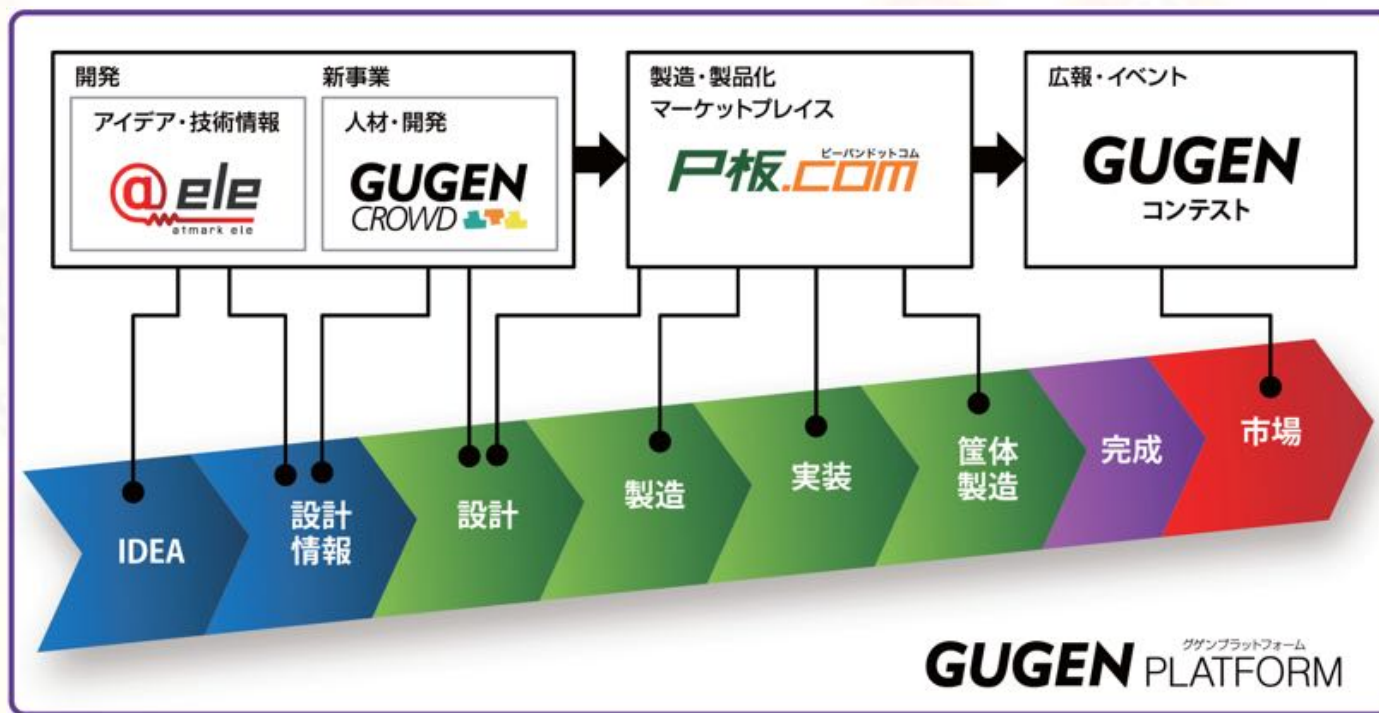 開発
新事業
アイデア・技術情報
@ele
atmark ele
人材・開発
GUGEN
CROWD
製造・製品化
マーケットプレイス
ピーバンドットコム
P板.com
広報・イベント
GUGEN
コンテスト
IDEA
設計
情報
設計
製造
実装
筐体
製造
完成
市場
グゲンプラットフォーム
GUGEN PLATFORM